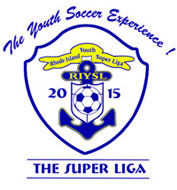 The Youth Soccer Experience !
Youth
Rhode Island Super Liga
RIYSL
20 15
THE SUPER LIGA